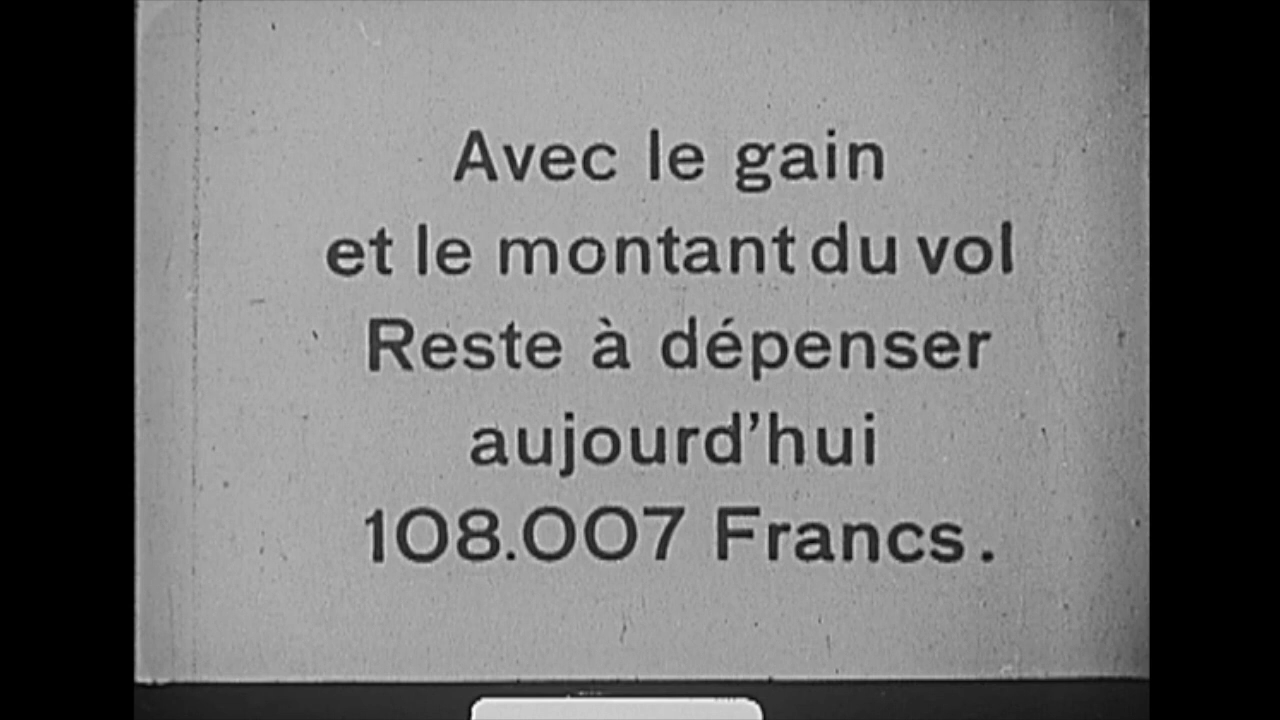 Avec le gain
et le montant du vol
Reste à dépenser
aujourd'hui
108.007 Francs.